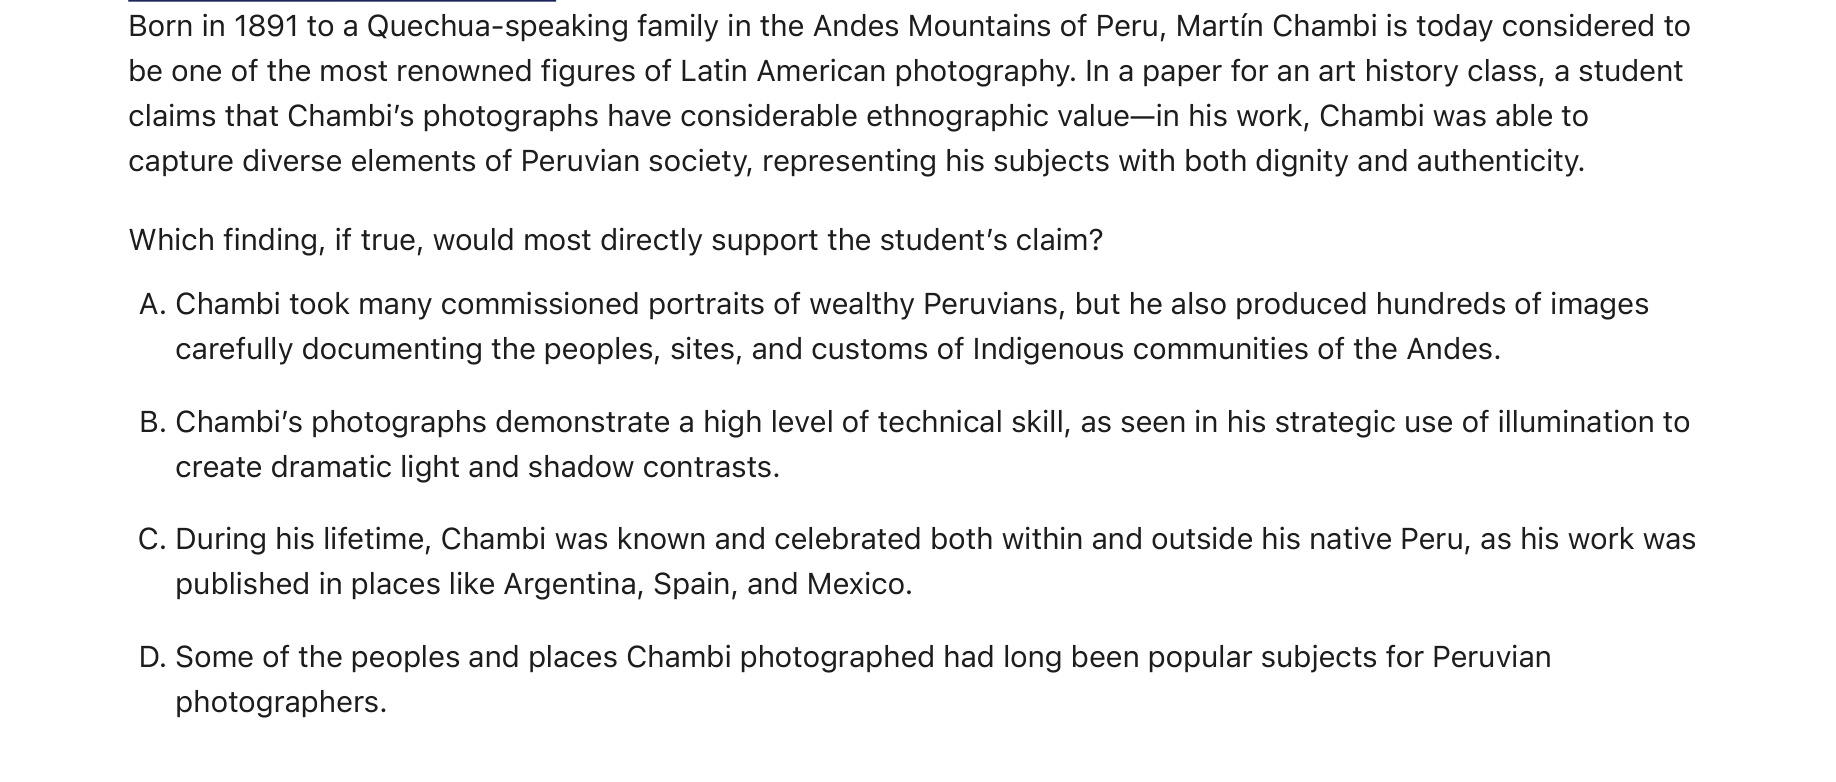 Born in 1891 to a Quechua-speaking family in the Andes Mountains of Peru, Martín Chambi is today considered to
be one of the most renowned figures of Latin American photography. In a paper for an art history class, a student
claims that Chambi’s photographs have considerable ethnographic value—in his work, Chambi was able to
capture diverse elements of Peruvian society, representing his subjects with both dignity and authenticity.
Which finding, if true, would most directly support the student’s claim?
A. Chambi took many commissioned portraits of wealthy Peruvians, but he also produced hundreds of images
carefully documenting the peoples, sites, and customs of Indigenous communities of the Andes.
B. Chambi’s photographs demonstrate a high level of technical skill, as seen in his strategic use of illumination to
create dramatic light and shadow contrasts.
C. During his lifetime, Chambi was known and celebrated both within and outside his native Peru, as his work was
published in places like Argentina, Spain, and Mexico.
D. Some of the peoples and places Chambi photographed had long been popular subjects for Peruvian
photographers.